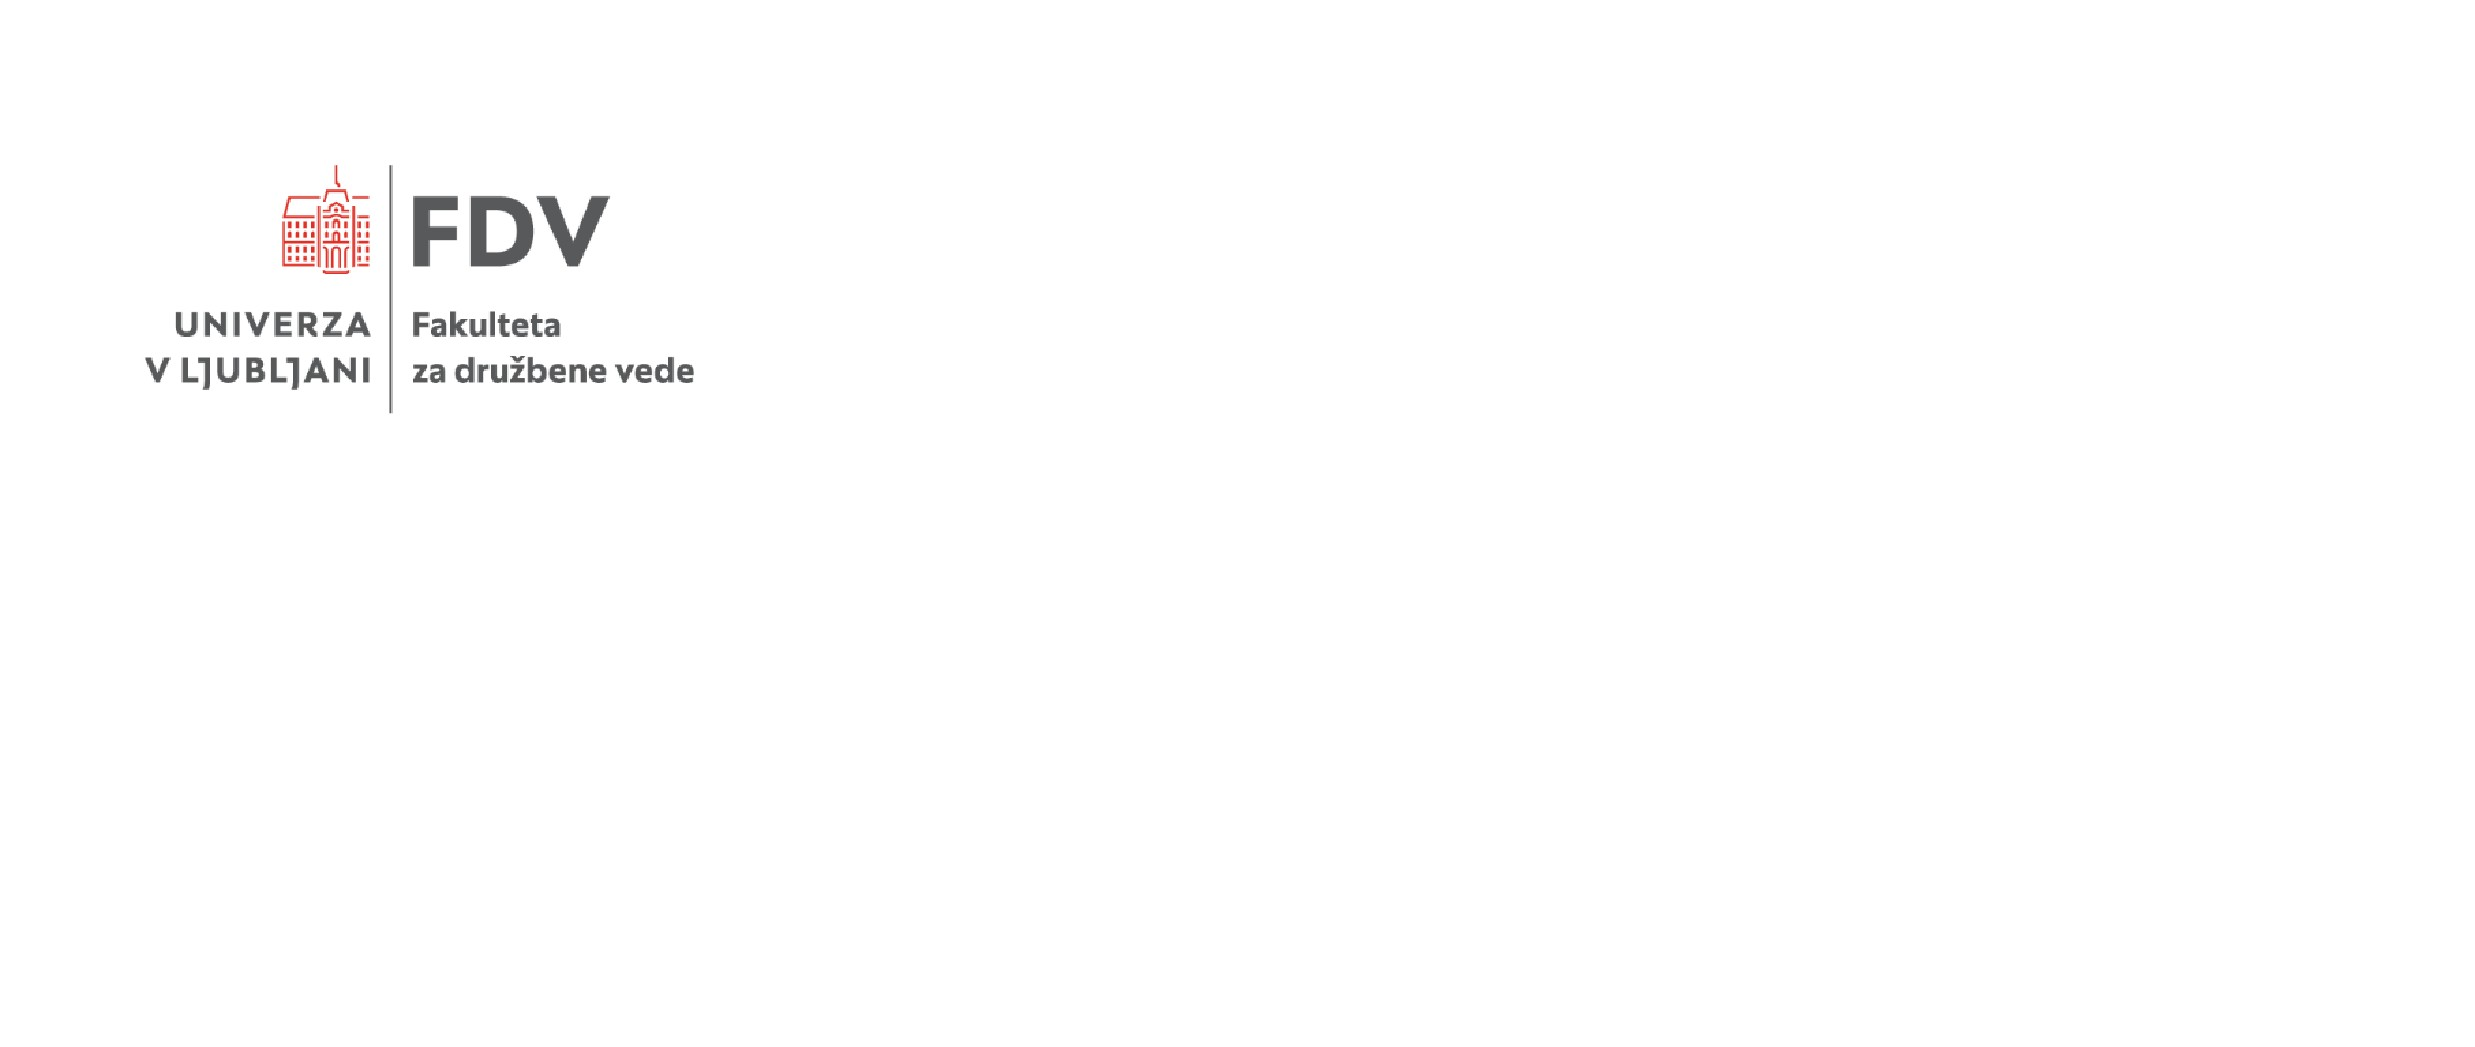 FDV
UNIVERZA
V LJUBLJANI
Fakulteta
za družbene vede